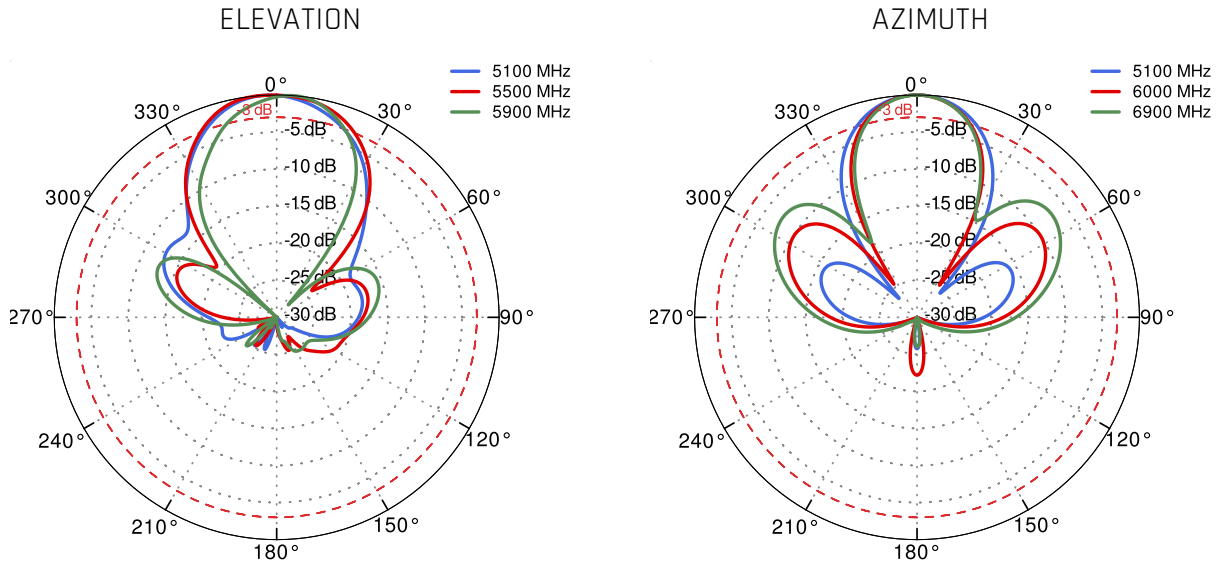 ELEVATION
5100 MHz
5500 MHz
5900 MHz
0°
30°
60°
90°
120°
150°
180°
210°
240°
270°
300°
330°
-3 dB
-5 dB
-10 dB
-15 dB
-20 dB
-25 dB
-30 dB
AZIMUTH
5100 MHz
6000 MHz
6900 MHz
0°
30°
60°
90°
120°
150°
180°
210°
240°
270°
300°
330°
-3 dB
-5 dB
-10 dB
-15 dB
-20 dB
-25 dB
-30 dB